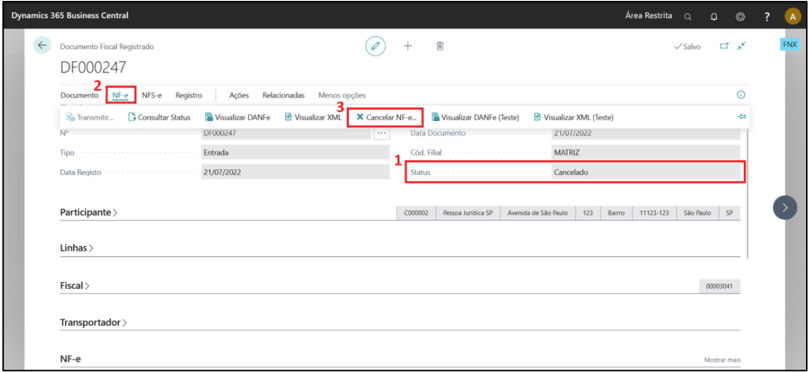 Dynamics 365 Business Central Área Restrita ? A
Documento Fiscal Registrado Salvo FNX
DF000247
2
Documento NF-e NFS-e Registro Ações Relacionadas Menos opções
3
Transmitir... Consultar Status Visualizar DANFe Visualizar XML Cancelar NF-e... Visualizar DANFe (Teste) Visualizar XML (Teste)
Nº DF000247 ... Data Documento 21/07/2022
1
Tipo Entrada Cód. Filial MATRIZ
Data Registo 21/07/2022 Status Cancelado
Participante > C000002 Pessoa Jurídica SP Avenida de São Paulo 123 Bairro 11123-123 São Paulo SP
Linhas >
Fiscal > 00003041
Transportador >
NF-e Mostrar mais